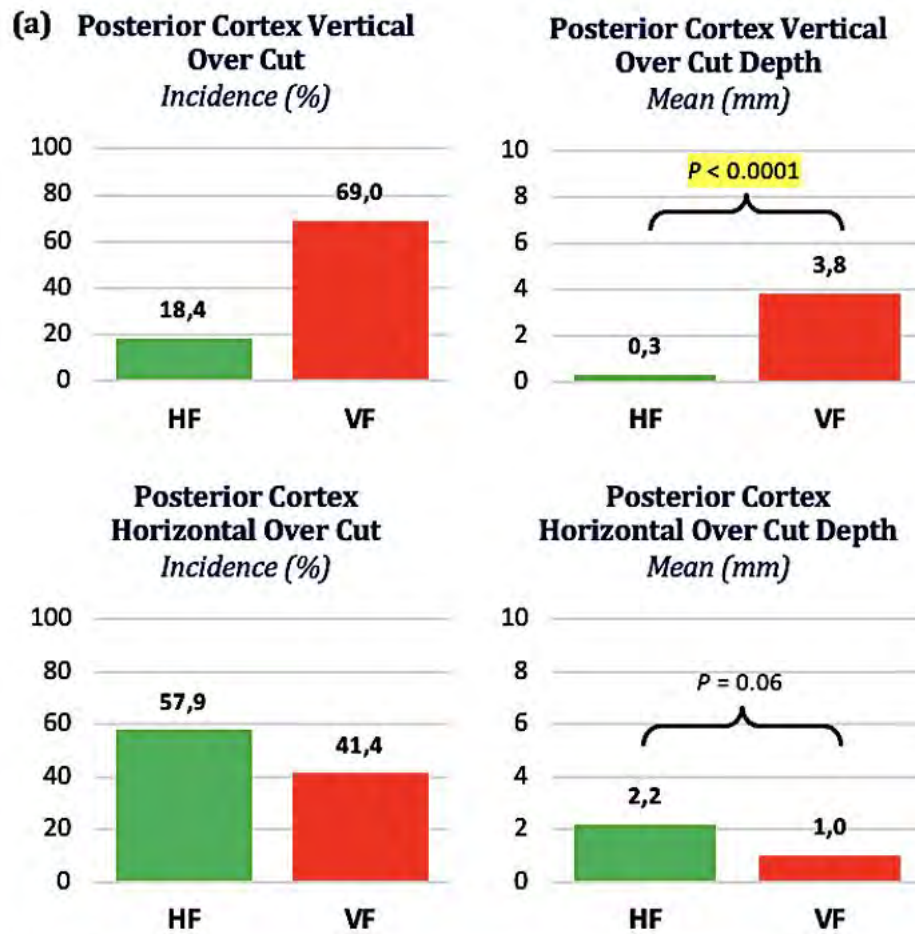 (a) Posterior Cortex Vertical
Over Cut
Incidence (%)
100
80
60
40
20
0
18,4
69,0
HF
VF
Posterior Cortex Vertical
Over Cut Depth
Mean (mm)
10
8
6
4
2
0
P < 0.0001
0,3
3,8
HF
VF
Posterior Cortex
Horizontal Over Cut
Incidence (%)
100
80
60
40
20
0
57,9
41,4
HF
VF
Posterior Cortex
Horizontal Over Cut Depth
Mean (mm)
10
8
6
4
2
0
P = 0.06
2,2
1,0
HF
VF